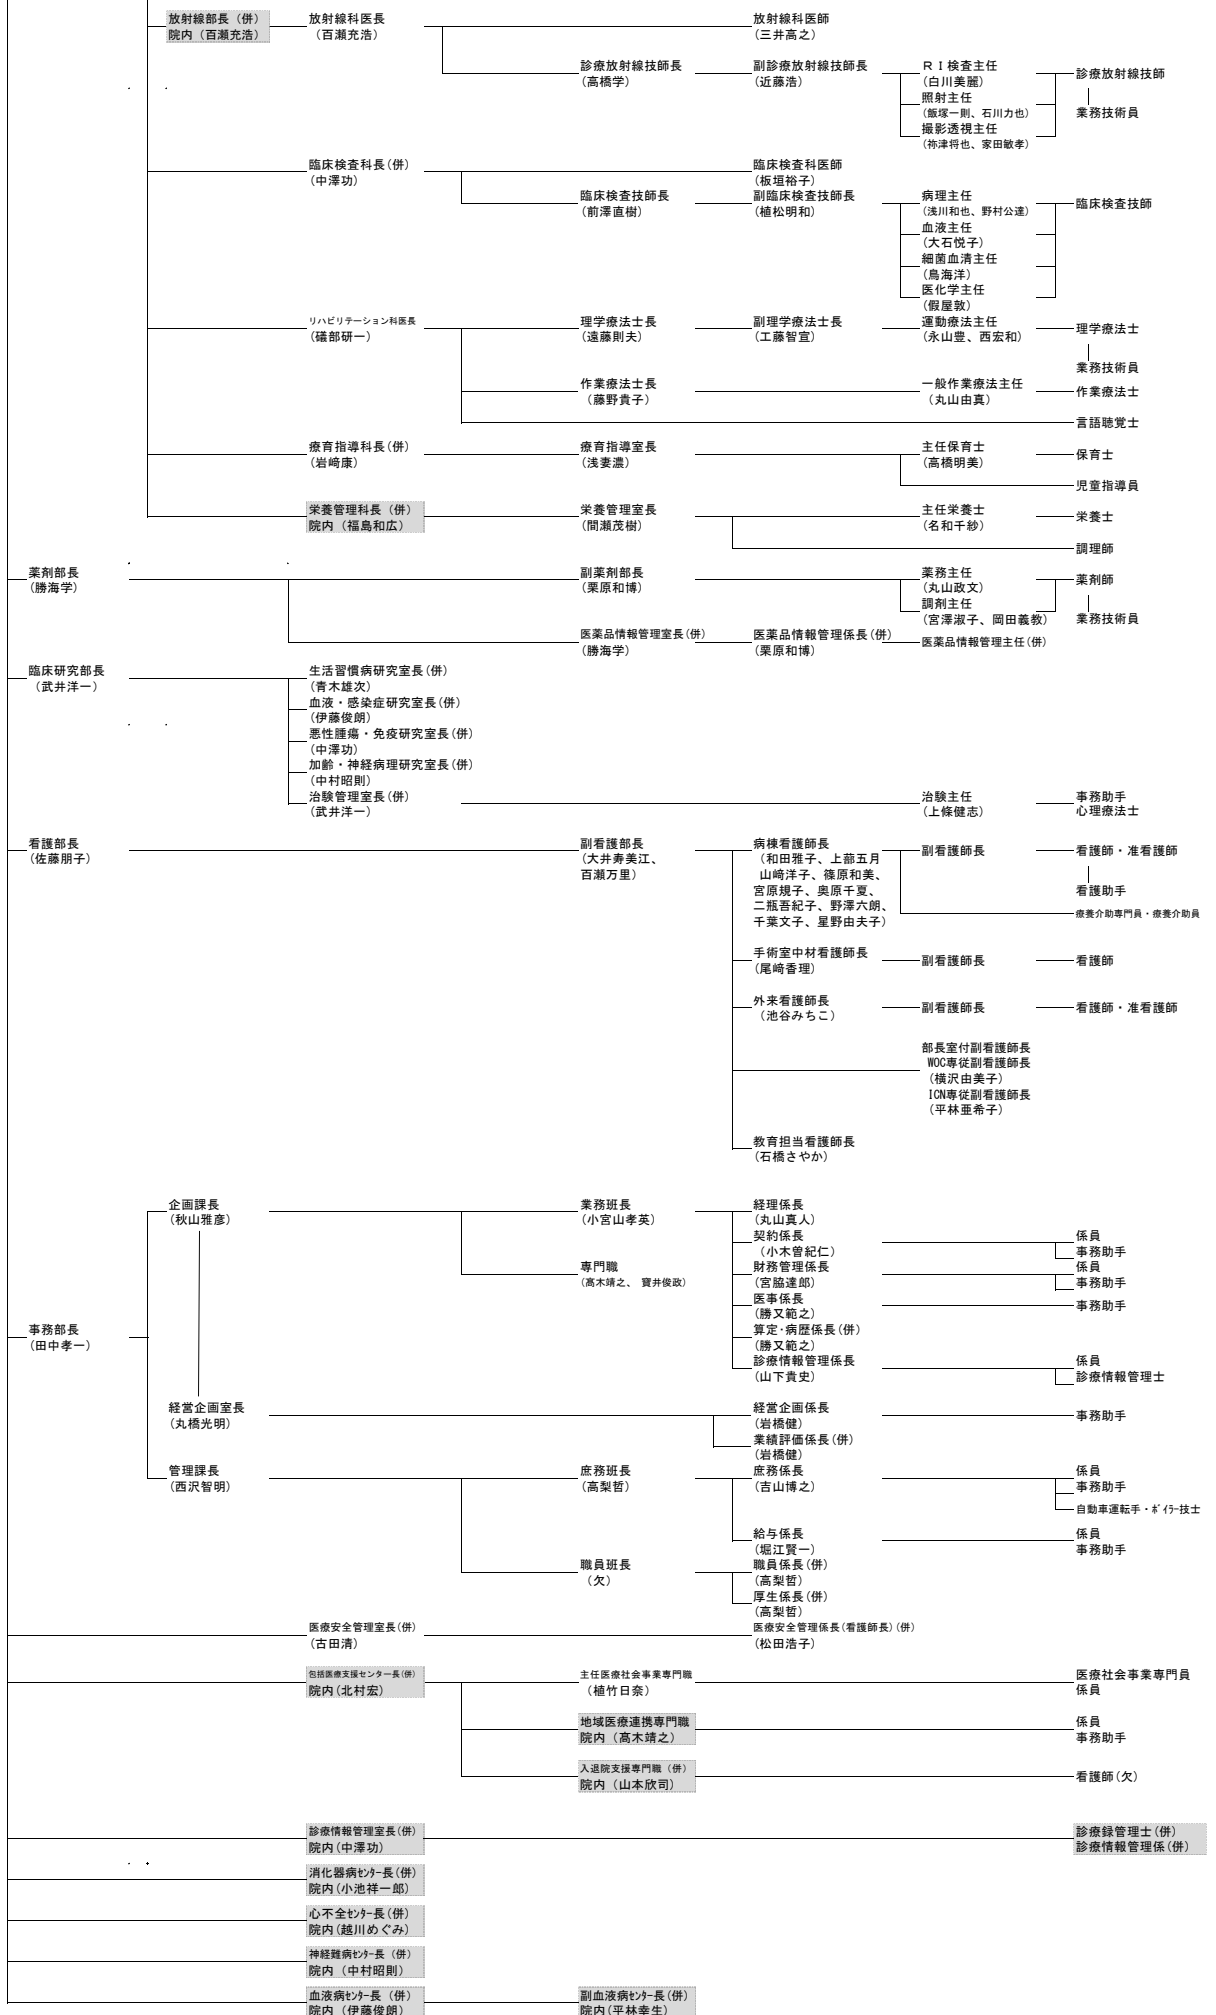 放射線部長（併）
院内（百瀬充浩）
放射線科医長
（百瀬充浩）
放射線科医師
（三井高之）
診療放射線技師長
（高橋学）
副診療放射線技師長
（近藤浩）
ＲＩ検査主任
（白川美麗）
照射主任
（飯塚一則、石川力也）
撮影透視主任
（祢津将也、家田敏孝）
診療放射線技師
業務技術員
臨床検査科長（併）
（中澤功）
臨床検査科医師
（板垣裕子）
臨床検査技師長
（前澤直樹）
副臨床検査技師長
（植松明和）
病理主任
（浅川和也、野村公達）
血液主任
（大石悦子）
細菌血清主任
（鳥海洋）
医化学主任
（假屋敦）
臨床検査技師
リハビリテーション科医長
（礒部研一）
理学療法士長
（遠藤則夫）
副理学療法士長
（工藤智宣）
運動療法主任
（永山豊、西宏和）
理学療法士
業務技術員
作業療法士長
（藤野貴子）
一般作業療法主任
（丸山由真）
作業療法士
言語聴覚士
療育指導科長（併）
（岩﨑康）
療育指導室長
（浅妻濃）
主任保育士
（高橋明美）
保育士
児童指導員
栄養管理科長（併）
院内（福島和広）
栄養管理室長
（間瀬茂樹）
主任栄養士
（名和千紗）
栄養士
調理師
薬剤部長
（勝海学）
副薬剤部長
（栗原和博）
薬務主任
（丸山政文）
調剤主任
（宮澤淑子、岡田義教）
薬剤師
業務技術員
医薬品情報管理室長（併）
（勝海学）
医薬品情報管理係長（併）
（栗原和博）
医薬品情報管理主任（併）
臨床研究部長
（武井洋一）
生活習慣病研究室長（併）
（青木雄次）
血液・感染症研究室長（併）
（伊藤俊朗）
悪性腫瘍・免疫研究室長（併）
（中澤功）
加齢・神経病理研究室長（併）
（中村昭則）
治験管理室長（併）
（武井洋一）
治験主任
（上條健志）
事務助手
心理療法士
看護部長
（佐藤朋子）
副看護部長
（大井寿美江、
百瀬万里）
病棟看護師長
（和田雅子、上蔀五月
山﨑洋子、篠原和美、
宮原規子、奥原千夏、
二瓶吾紀子、野澤六朗、
千葉文子、星野由夫子）
副看護師長
看護師・准看護師
看護助手
療養介助専門員・療養介助員
手術室中材看護師長
（尾﨑香理）
副看護師長
看護師
外来看護師長
（池谷みちこ）
副看護師長
看護師・准看護師
部長室付副看護師長
WOC専従副看護師長
（横沢由美子）
ICN専従副看護師長
（平林亜希子）
教育担当看護師長
（石橋さやか）
企画課長
（秋山雅彦）
業務班長
（小宮山孝英）
経理係長
（丸山真人）
契約係長
（小木曽紀仁）
係員
事務助手
専門職
（髙木靖之、寶井俊政）
財務管理係長
（宮脇達郎）
係員
事務助手
医事係長
（勝又範之）
事務助手
事務部長
（田中孝一）
算定・病歴係長（併）
（勝又範之）
診療情報管理係長
（山下貴史）
係員
診療情報管理士
経営企画室長
（丸橋光明）
経営企画係長
（岩橋健）
事務助手
業績評価係長（併）
（岩橋健）
管理課長
（西沢智明）
庶務班長
（高梨哲）
庶務係長
（吉山博之）
係員
事務助手
自動車運転手・ﾎﾞｲﾗｰ技士
給与係長
（堀江賢一）
係員
事務助手
職員班長
（欠）
職員係長（併）
（高梨哲）
厚生係長（併）
（高梨哲）
医療安全管理室長（併）
（古田清）
医療安全管理係長（看護師長）（併）
（松田浩子）
包括医療支援センター長（併）
院内（北村宏）
主任医療社会事業専門職
（植竹日奈）
医療社会事業専門員
係員
地域医療連携専門職
院内（髙木靖之）
係員
事務助手
入退院支援専門職（併）
院内（山本欣司）
看護師（欠）
診療情報管理室長（併）
院内（中澤功）
診療録管理士（併）
診療情報管理係（併）
消化器病ｾﾝﾀｰ長（併）
院内（小池祥一郎）
心不全ｾﾝﾀｰ長（併）
院内（越川めぐみ）
神経難病ｾﾝﾀｰ長（併）
院内（中村昭則）
血液病ｾﾝﾀｰ長（併）
院内（伊藤俊朗）
副血液病ｾﾝﾀｰ長（併）
院内（平林幸生）